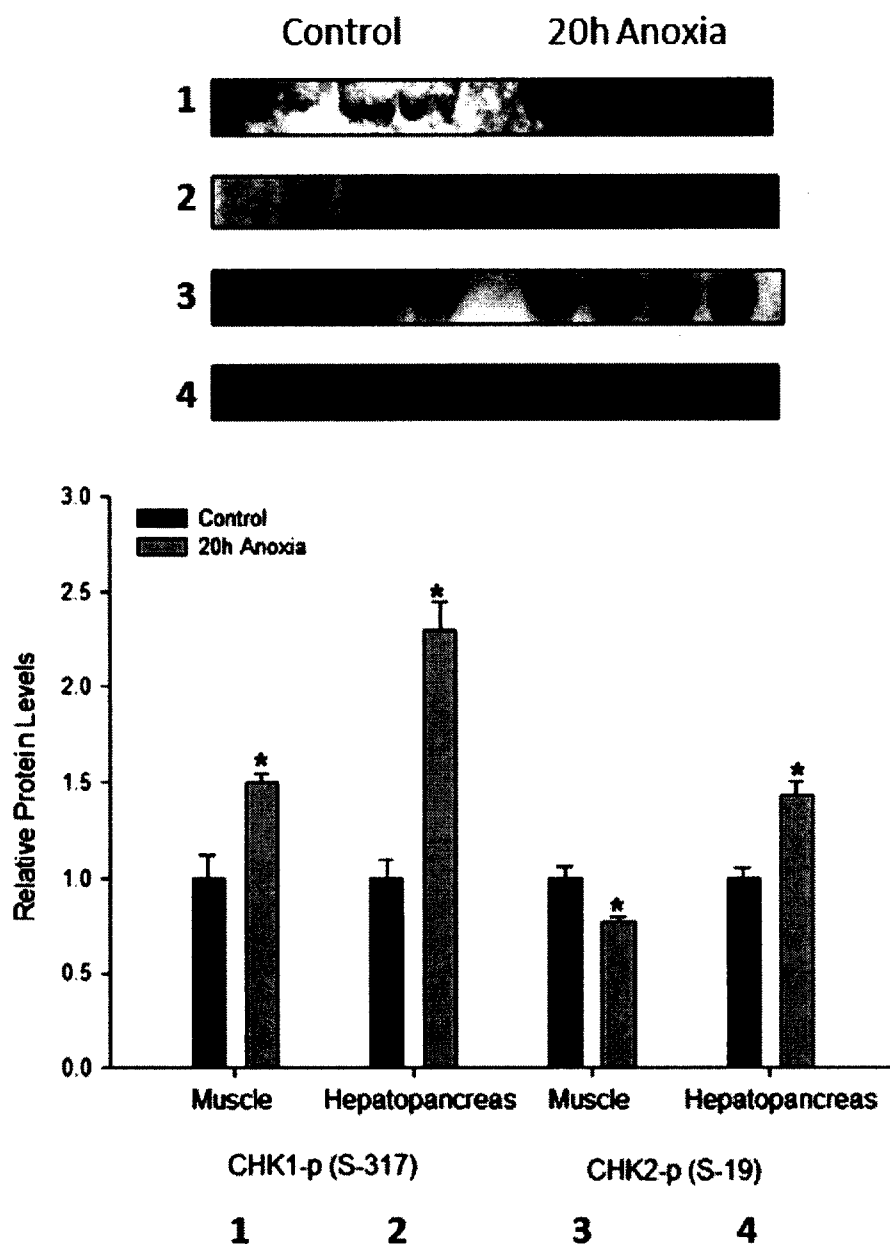 Control 20h Anoxia
1
2
3
4
3.0
Control
20h Anoxia
2.5
2.0
1.5
1.0
0.5
0.0
Relative Protein Levels
* * * *
Muscle Hepatopancreas Muscle Hepatopancreas
CHK1-p (S-317) CHK2-p (S-19)
1 2 3 4